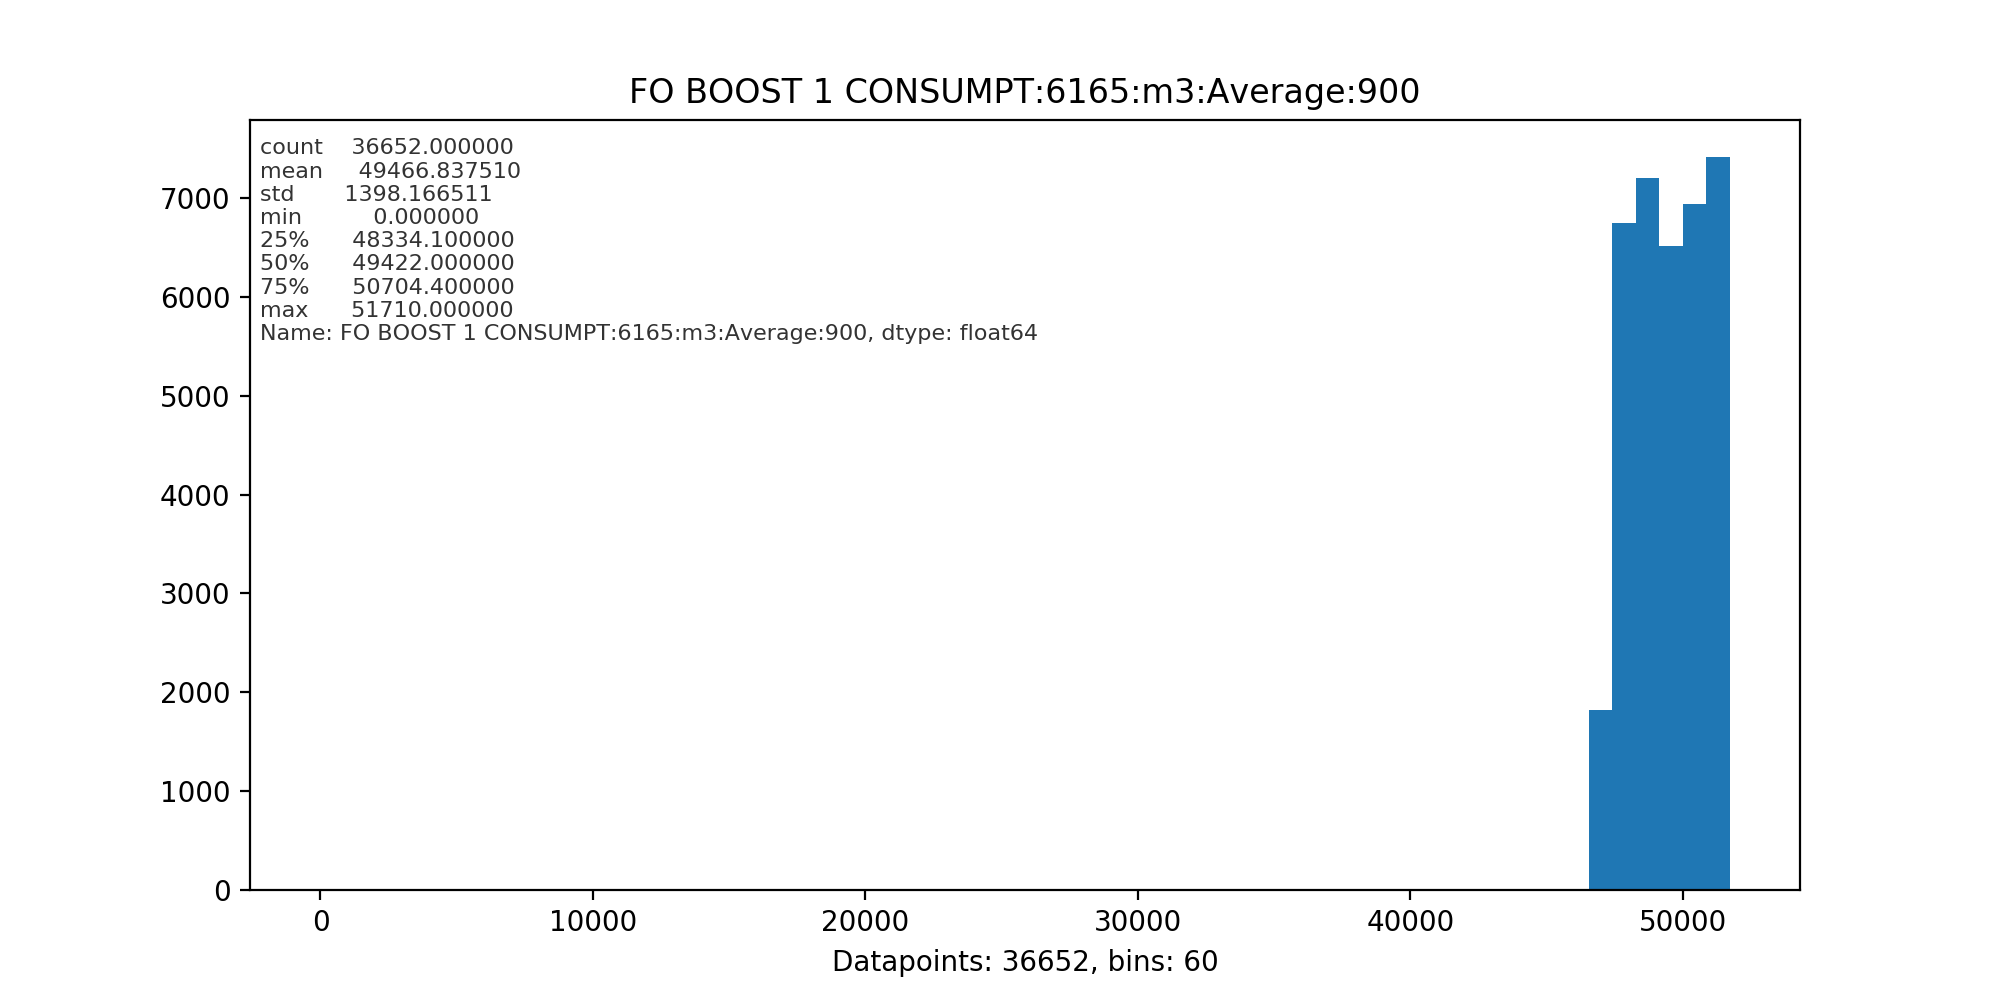 FO BOOST 1 CONSUMPT:6165:m3:Average:900
count 36652.000000
mean 49466.837510
std 1398.166511
min 0.000000
25% 48334.100000
50% 49422.000000
75% 50704.400000
max 51710.000000
Name: FO BOOST 1 CONSUMPT:6165:m3:Average:900, dtype: float64
7000
6000
5000
4000
3000
2000
1000
0
0 10000 20000 30000 40000 50000
Datapoints: 36652, bins: 60